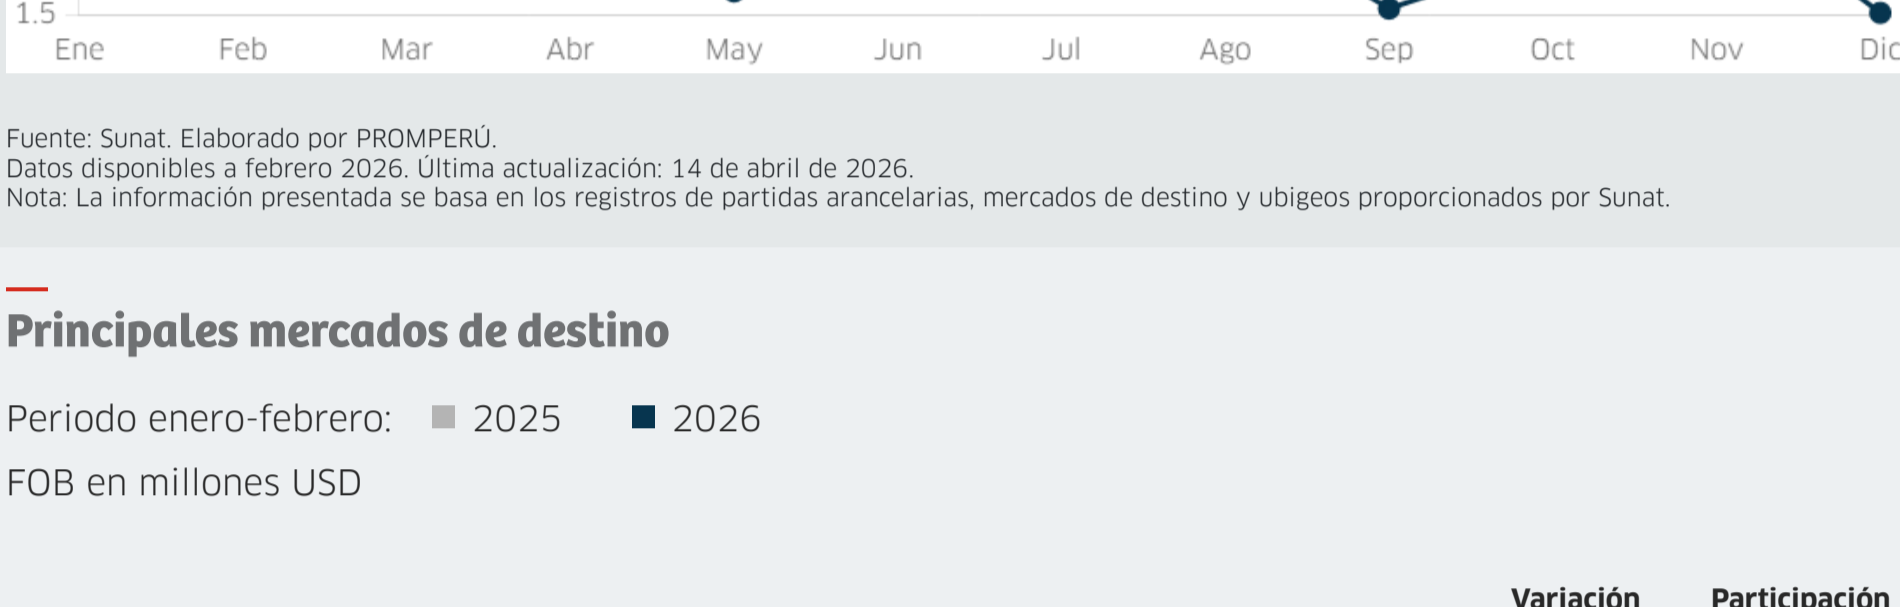 1.5
Ene Feb Mar Abr May Jun Jul Ago Sep Oct Nov Dic
Fuente: Sunat. Elaborado por PROMPERÚ.
Datos disponibles a febrero 2026. Última actualización: 14 de abril de 2026.
Nota: La información presentada se basa en los registros de partidas arancelarias, mercados de destino y ubigeos proporcionados por Sunat.
Principales mercados de destino
Periodo enero-febrero: 2025 2026
FOB en millones USD
Variación Participación